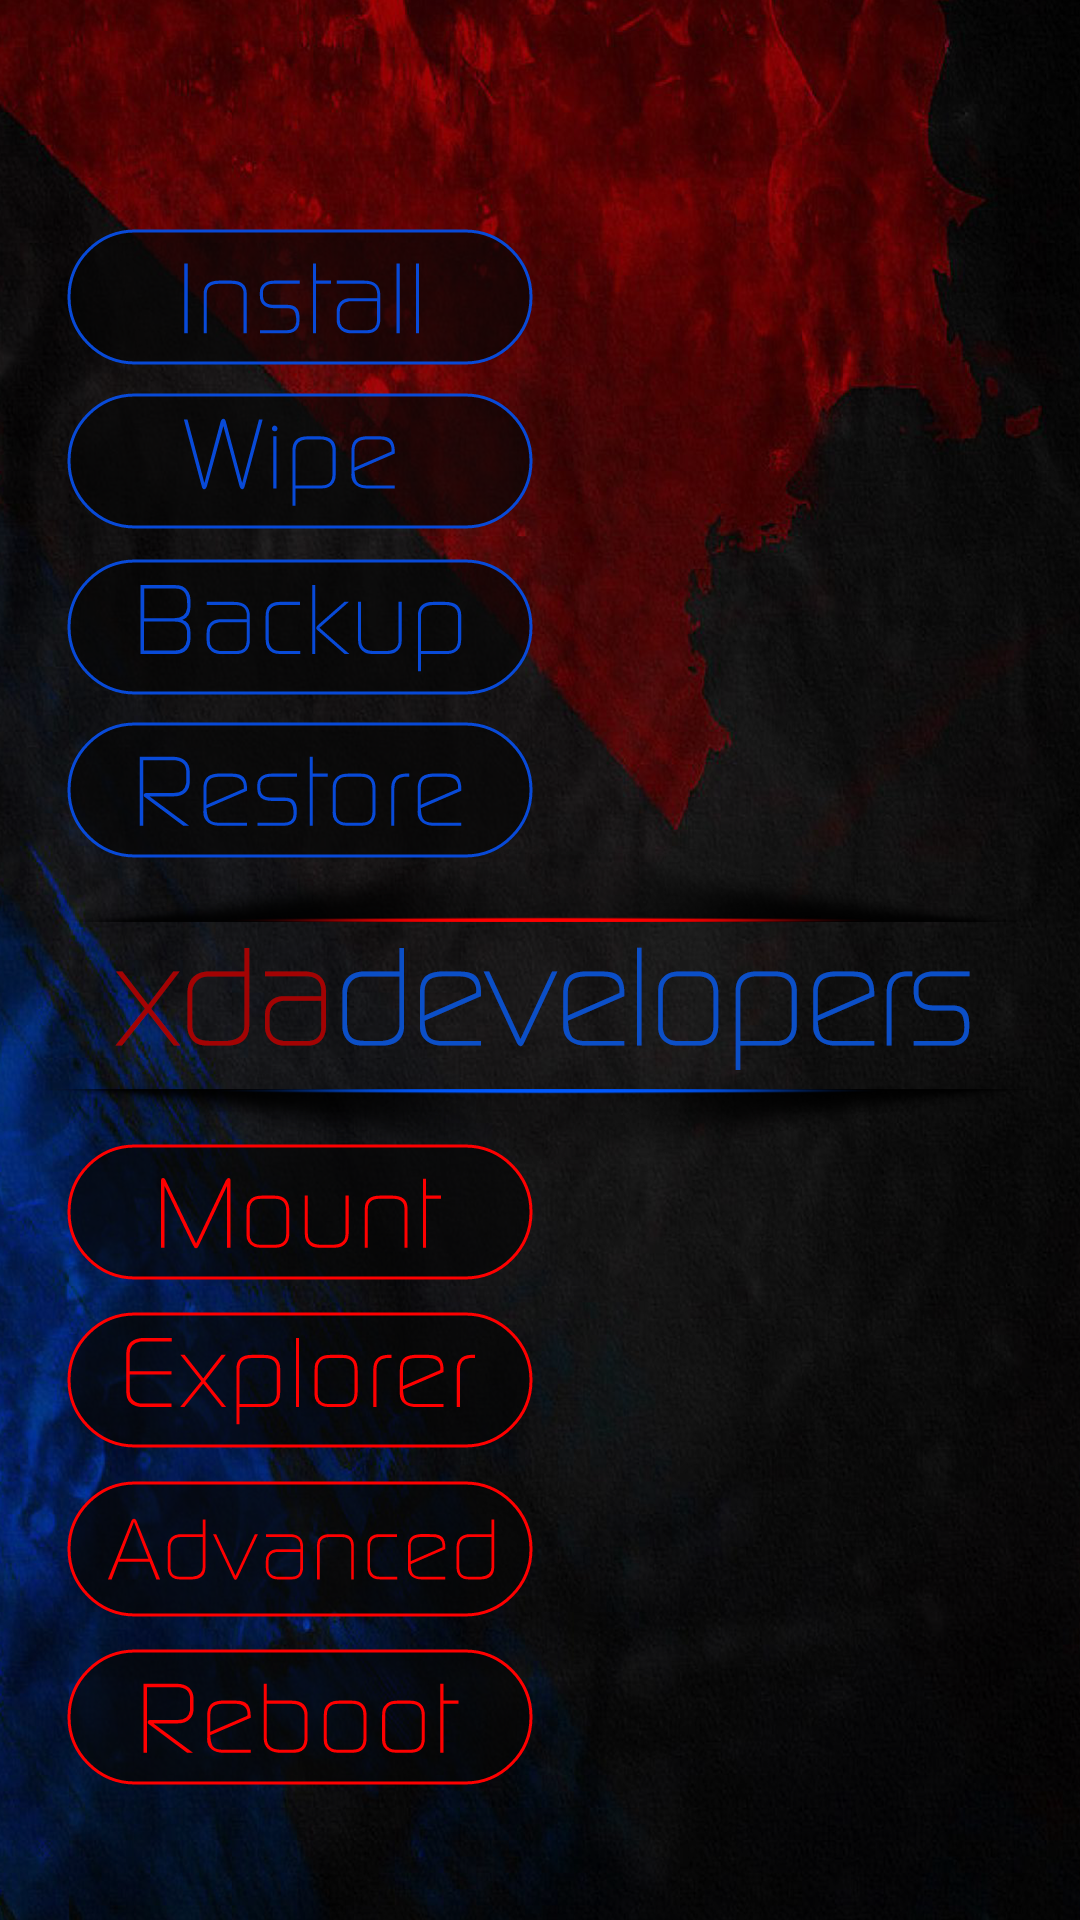 Install
Wipe
Backup
Restore
xdadevelopers
Mount
Explorer
Advanced
Reboot